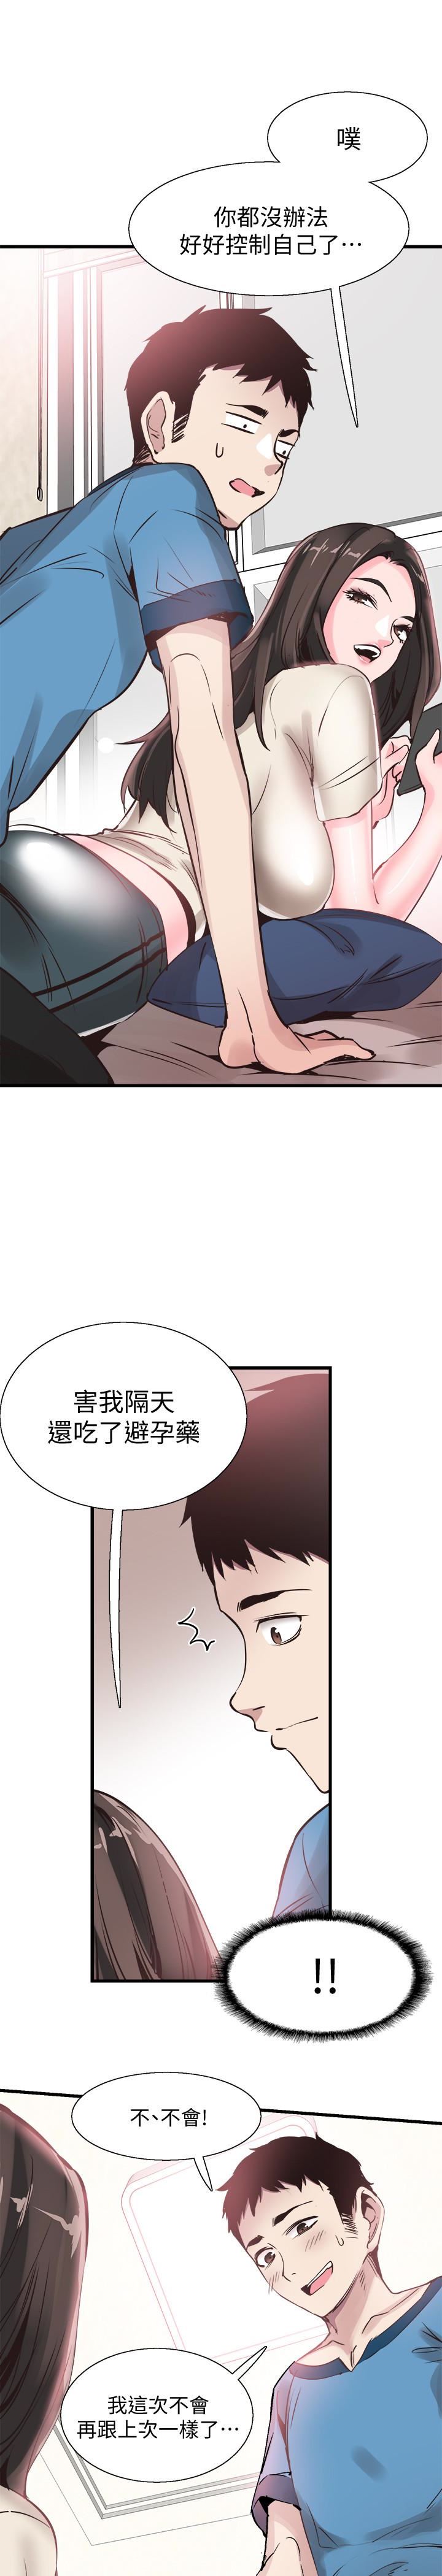 噗
你都沒辦法
好好控制自己了…
害我隔天
還吃了避孕藥
!!
不、不會!
我這次不會
再跟上次一樣了…